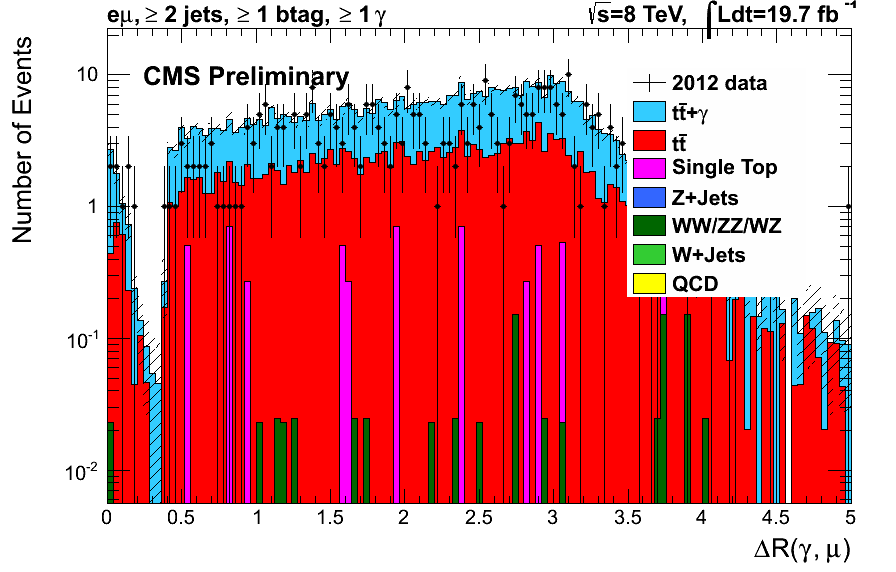 eμ, ≥ 2 jets, ≥ 1 btag, ≥ 1 γ
√s=8 TeV, ∫Ldt=19.7 fb⁻¹
CMS Preliminary
2012 data
tt̄+γ
tt̄
Single Top
Z+Jets
WW/ZZ/WZ
W+Jets
QCD
Number of Events
10
1
10⁻¹
10⁻²
0 0.5 1 1.5 2 2.5 3 3.5 4 4.5 5
ΔR(γ, μ)